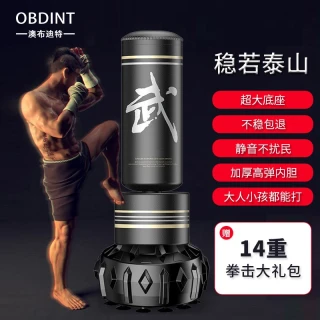 OBDINT
澳布迪特
稳若泰山
超大底座
不稳包退
静音不扰民
加厚高弹内胆
大人小孩都能打
武
赠
14重
拳击大礼包